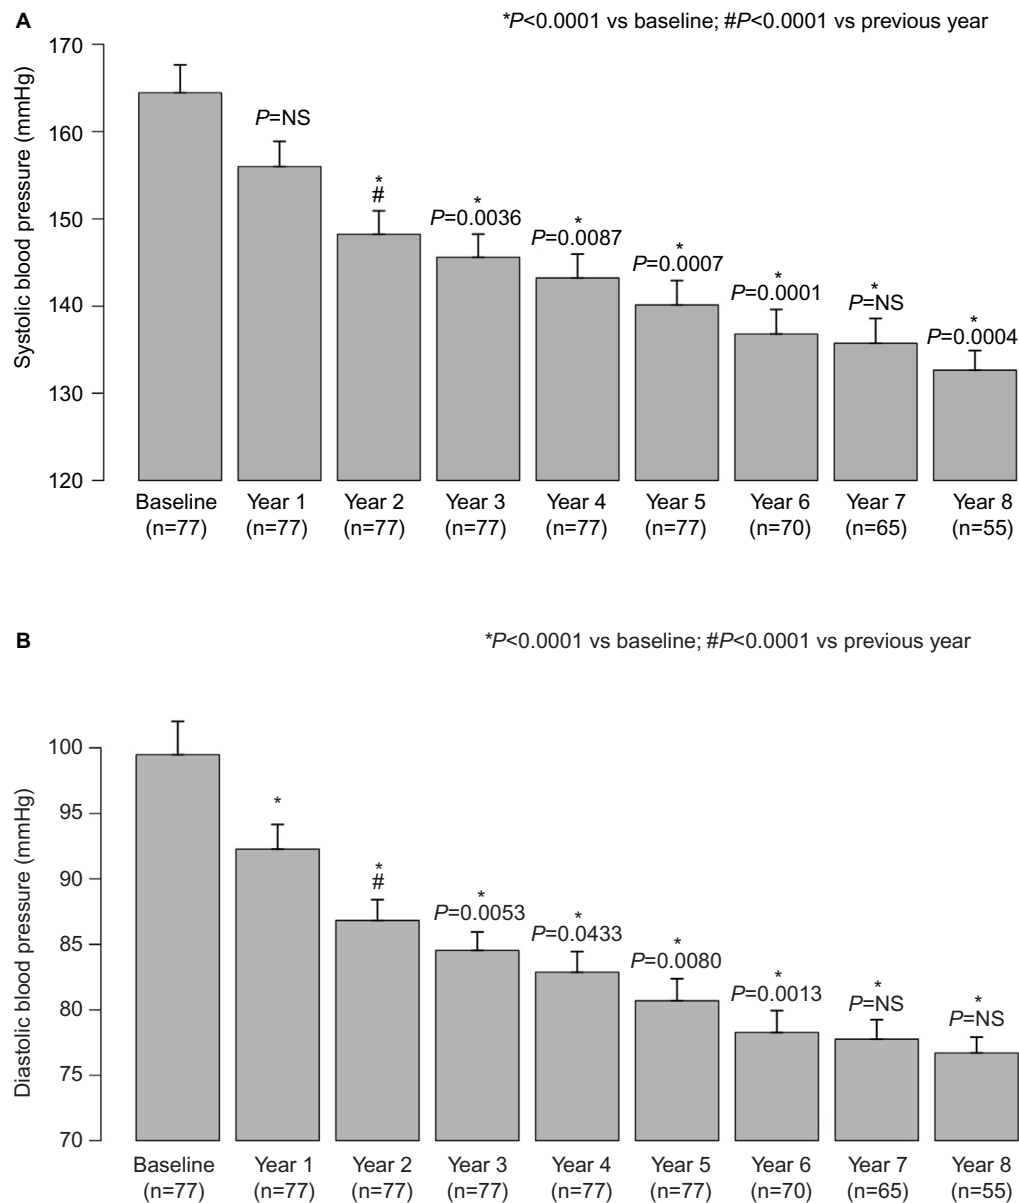 A
*P<0.0001 vs baseline; #P<0.0001 vs previous year
Systolic blood pressure (mmHg)
170
160
150
140
130
120
P=NS
*
#
*
P=0.0036
*
P=0.0087
*
P=0.0007
*
P=0.0001
*
P=NS
*
P=0.0004
Baseline Year 1 Year 2 Year 3 Year 4 Year 5 Year 6 Year 7 Year 8
(n=77) (n=77) (n=77) (n=77) (n=77) (n=77) (n=70) (n=65) (n=55)
B
*P<0.0001 vs baseline; #P<0.0001 vs previous year
Diastolic blood pressure (mmHg)
100
95
90
85
80
75
70
*
*
#
*
P=0.0053
*
P=0.0433
*
P=0.0080
*
P=0.0013
*
P=NS
*
P=NS
Baseline Year 1 Year 2 Year 3 Year 4 Year 5 Year 6 Year 7 Year 8
(n=77) (n=77) (n=77) (n=77) (n=77) (n=77) (n=70) (n=65) (n=55)